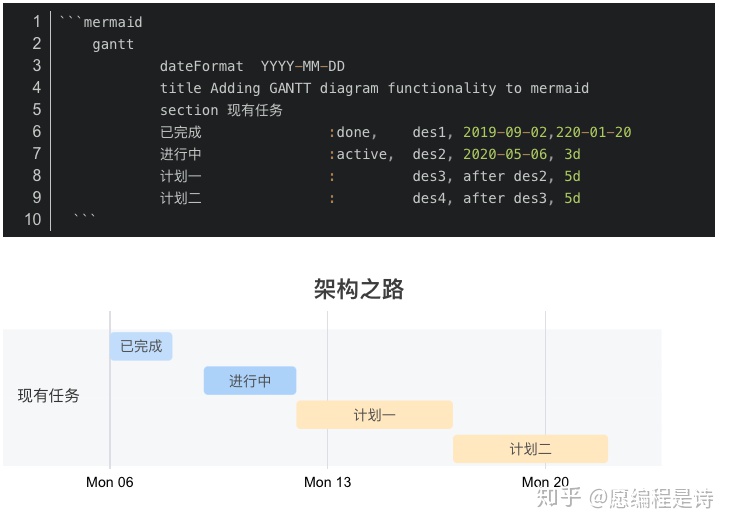 1 ```mermaid
2 gantt
3 dateFormat YYYY-MM-DD
4 title Adding GANTT diagram functionality to mermaid
5 section 现有任务
6 已完成 :done, des1, 2019-09-02,220-01-20
7 进行中 :active, des2, 2020-05-06, 3d
8 计划一 : des3, after des2, 5d
9 计划二 : des4, after des3, 5d
10 ```
架构之路
已完成
进行中
现有任务
计划一
计划二
Mon 06 Mon 13 Mon 20
知乎 @愿编程是诗